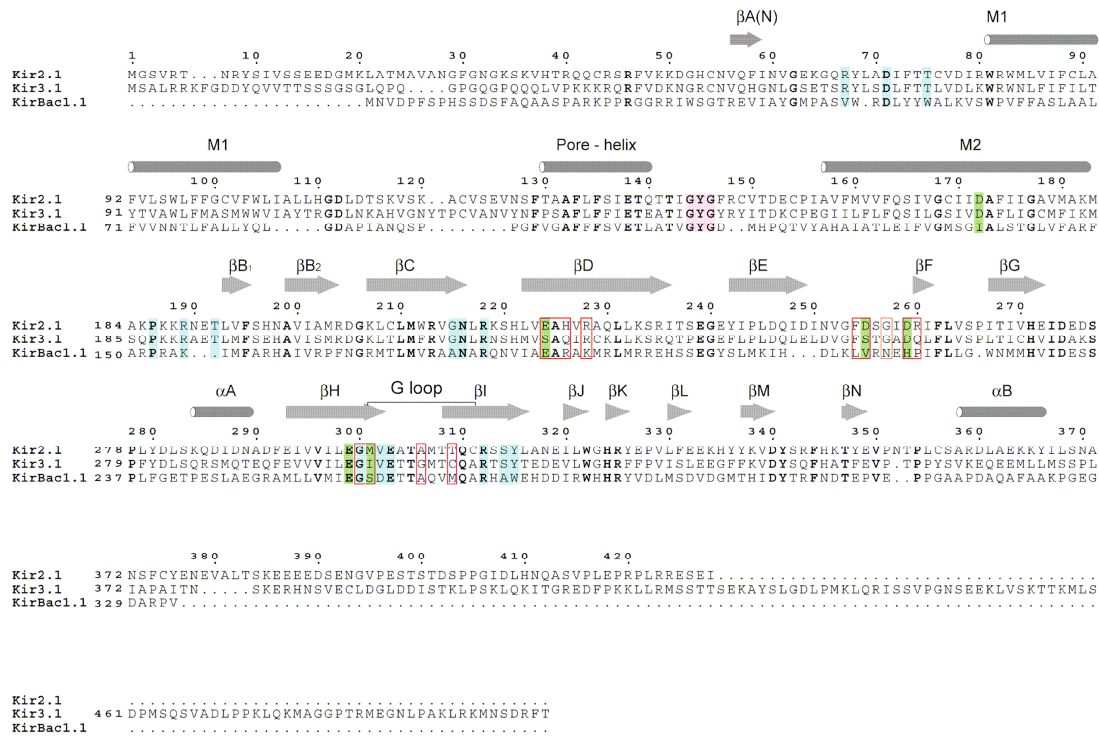 βA(N) M1
1 10 20 30 40 50 60 70 80 90
Kir2.1 MGSVRT...NRYSIVSSEEDGMKLATMAVANGFGNGKSKVHTRQQCRSRFVKKDGHCNVQFINVGEKGQRYLADIFTTCVDIRWRWMLVIFCLA
Kir3.1 MSALRRKFGDDYQVVTTSSSGSGLQPQ....GPGQGPQQQLVPKKKRQRFVDKNGRCNVQHGNLGSETSRYLSDLFTTLVDLKWRWNLFIFILT
KirBac1.1 .......................MNVDPFSPHSSDSFAQAASPARKPPRGGRRIWSGTREVIAYGMPASVW.RDLYYWALKVSWPVFFASLAAL
M1 Pore - helix M2
100 110 120 130 140 150 160 170 180
Kir2.1 92 FVLSWLFFGCVFWLIALLHGDLDTSKVSK..ACVSEVNSFTAAFLFSIETQTTIGYGFRCVTDECPIAVFMVVFQSIVGCIIDAFIIGAVMAKM
Kir3.1 91 YTVAWLFMASMWWVIAYTRGDLNKAHVGNYTPCVANVYNFPSAFLFFIETEATIGYGYRYITDKCPEGIILFLFQSILGSIVDAFLIGCMFIKM
KirBac1.1 71 FVVNNTLFALLYQL....GDAPIANQSP.......PGFVGAFFFSVETLATVGYGD.MHPQTVYAHAIATLEIFVGMSGIALSTGLVFARF
βB₁ βB₂ βC βD βE βF βG
190 200 210 220 230 240 250 260 270
Kir2.1 184 AKPKKRNETLVFSHNAVIAMRDGKLCLMWRVGNLRKSHLVEAHVRAQLLKSRITSEGEYIPLDQIDINVGFDSGIDRIFLVSPITIVHEIDEDS
Kir3.1 185 SQPKKRAETLMFSEHAVISMRDGKLTLMFRVGNLRNSHMVSAQIRCKLLKSRQTPEGEFLPLDQLELDVGFSTGADQLFLVSPLTICHVIDAKS
KirBac1.1 150 ARPRAK....IMFARHAIVRPFNGRMTLMVRAANARQNVIAEARAKMRLMRREHSSEGYSLMKIH.DLKLVRNEHPIFLLG.WNMMHVIDESS
αA βH G loop βI βJ βK βL βM βN αB
280 290 300 310 320 330 340 350 360 370
Kir2.1 278 PLYDLSKQDIDNADFEIVVILEGMVEATAMTTQCRSSYLANEILWGHRYEPVLFEEKHYYKVDYSRFHKTYEVPNTPLCSARDLAEKKYILSNA
Kir3.1 279 PFYDLSQRSMQTEQFEVVVILEGIVETTGMTCQARTSYTEDEVLWGHRFFPVISLEEGFFKVDYSQFHATFEVP.TPPYSVKEQEEMLLMSSPL
KirBac1.1 237 PLFGETPESLAEGRAMLLVMIEGSDETTAQVMQARHAWEHDDIRWHHRYVDLMSDVDGMTHIDYTRFNDTEPVE..PPGAAPDAQAFAAKPGEG
380 390 400 410 420
Kir2.1 372 NSFCYENEVALTSKEEEEDSENGVPESTSTDSPPGIDLHNQASVPLEPRPLRRESEI.....................................
Kir3.1 372 IAPAITN.....SKERHNSVECLDGLDDISTKLPSKLQKITGREDFPKKLLRMSSTTSEKAYSLGDLPMKLQRISSVPGNSEEKLVSKTTKMLS
KirBac1.1 329 DARPV.........................................................................................
Kir2.1 .........................................
Kir3.1 461 DPMSQSVADLPPKLQKMAGGPTRMEGNLPAKLRKMNSDRFT
KirBac1.1 .........................................